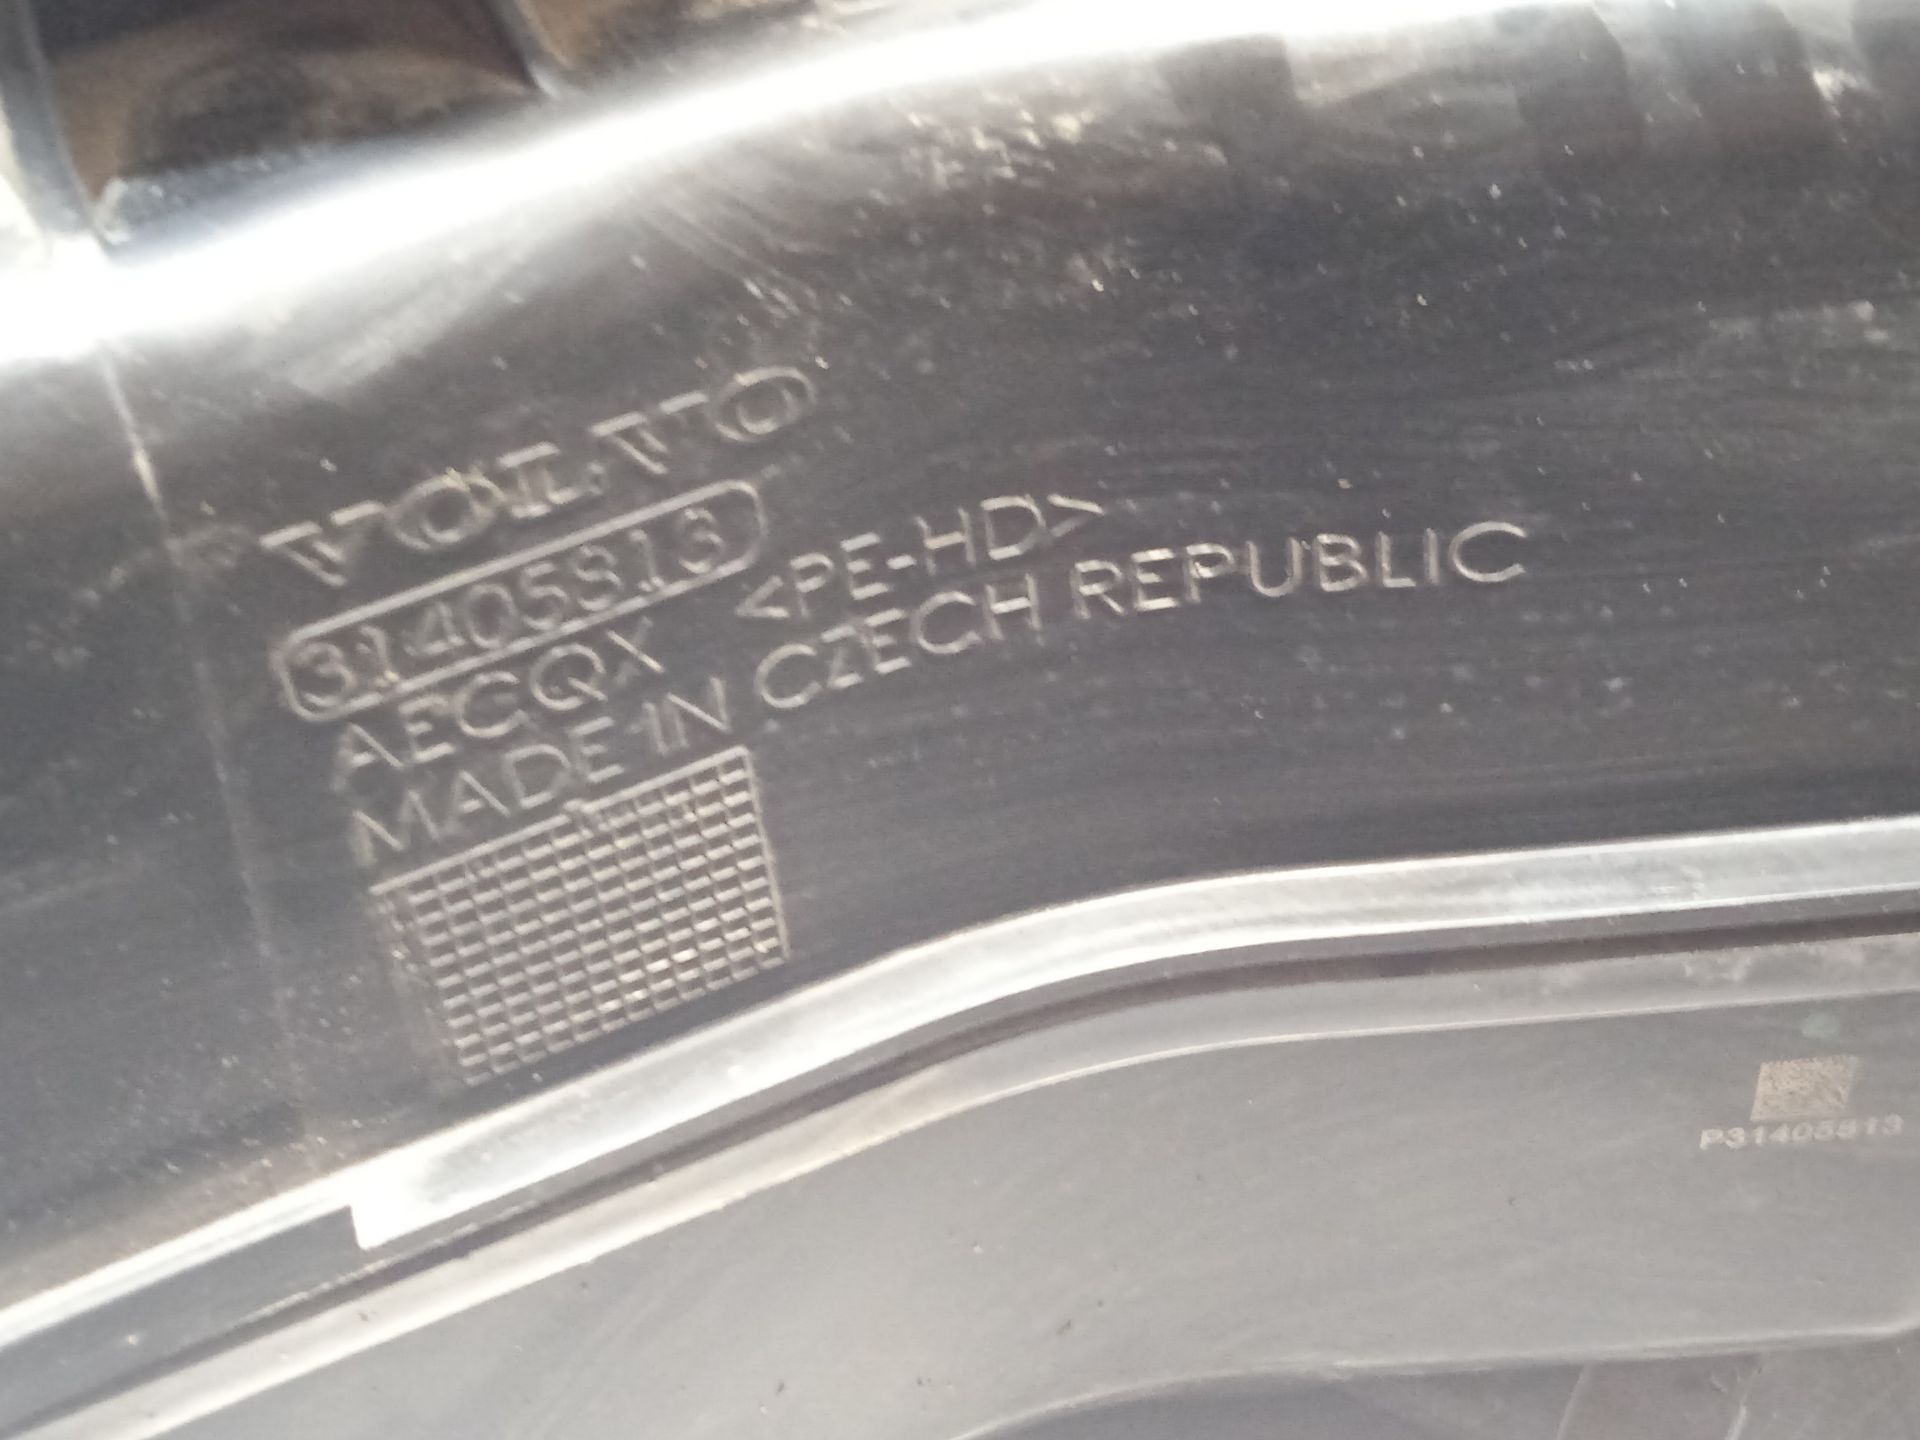 VOLVO
31405813
AECQX <PE-HD>
MADE IN CZECH REPUBLIC
P31405813